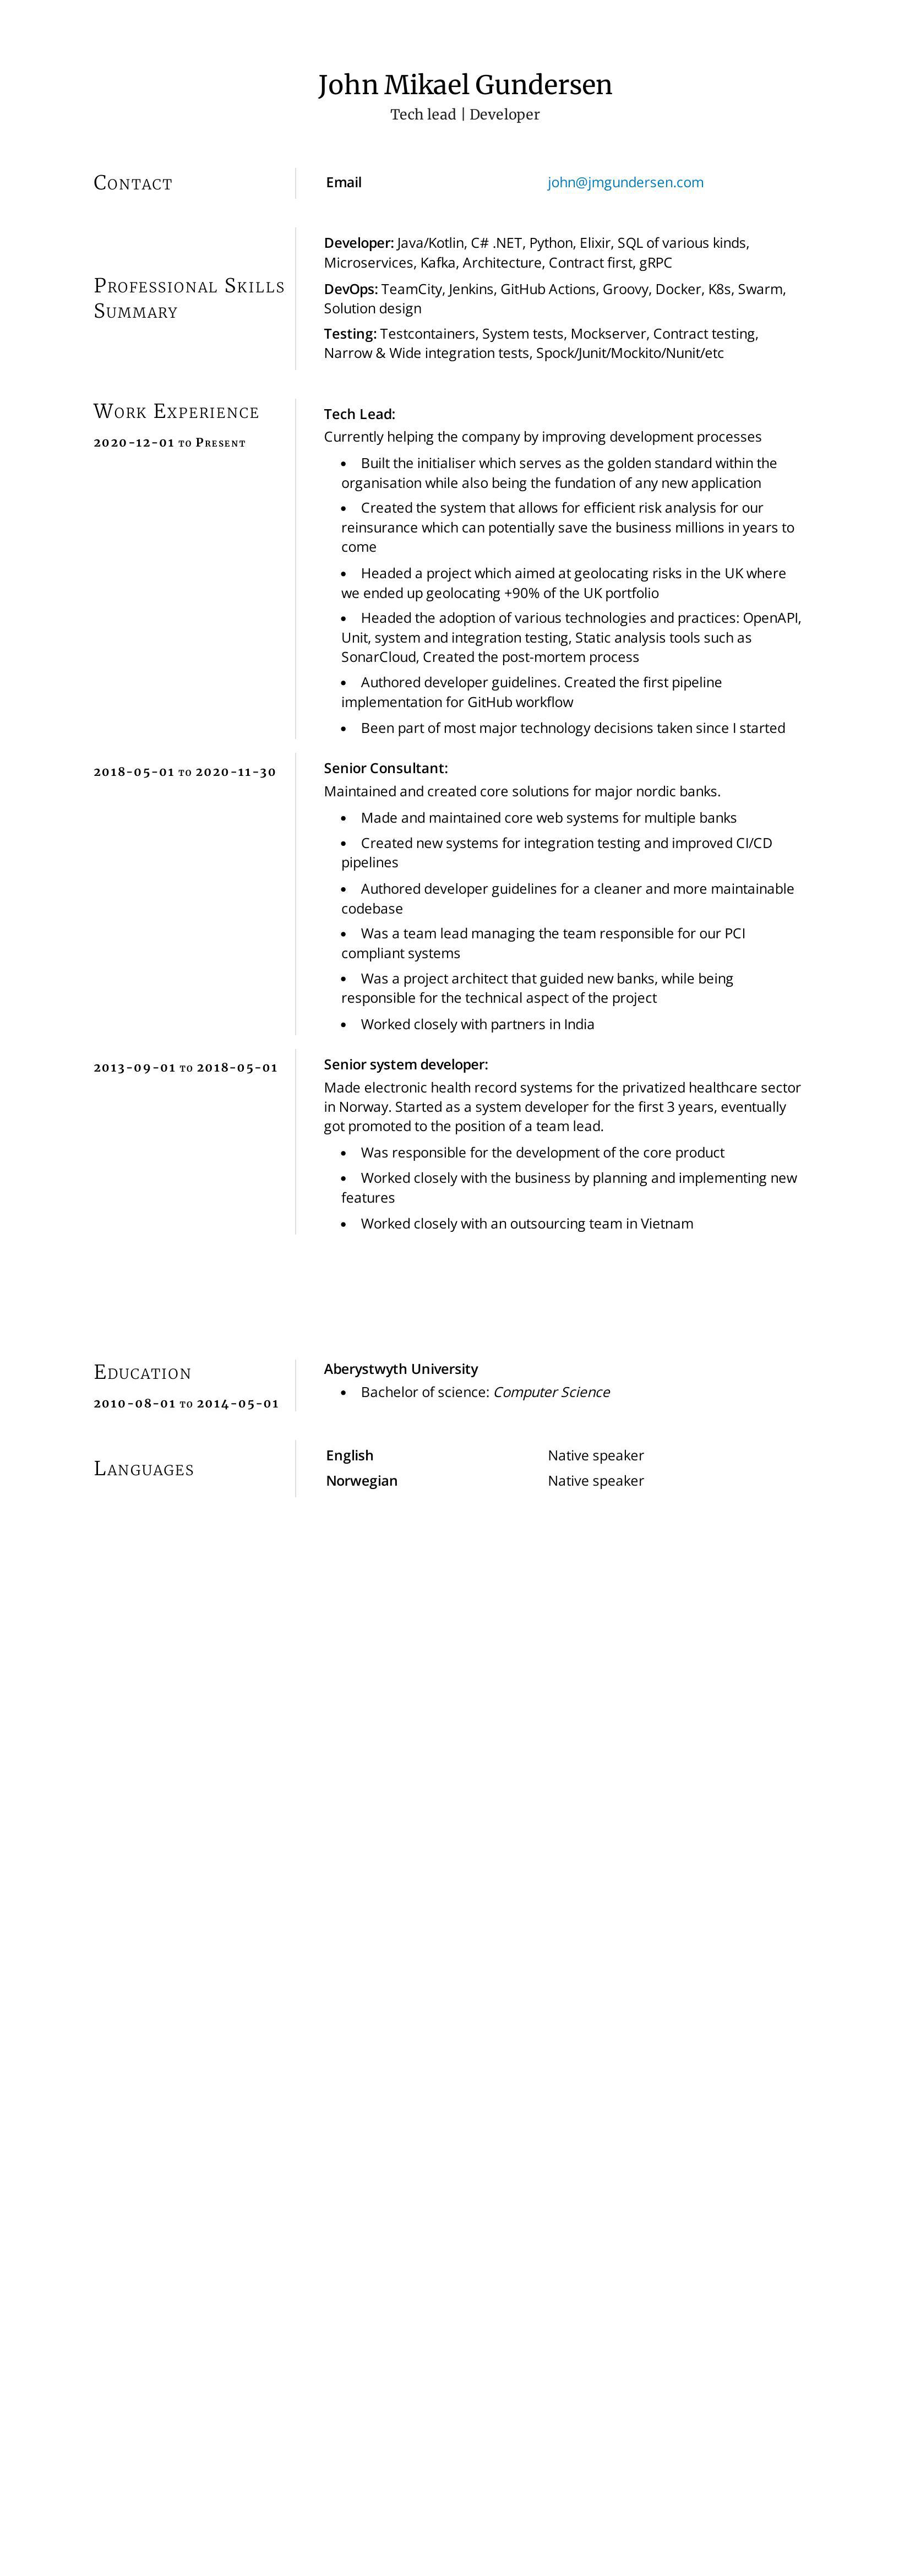 John Mikael Gundersen
Tech lead | Developer
Contact
Email john@jmgundersen.com
Professional Skills
Summary
Developer: Java/Kotlin, C# .NET, Python, Elixir, SQL of various kinds,
Microservices, Kafka, Architecture, Contract first, gRPC
DevOps: TeamCity, Jenkins, GitHub Actions, Groovy, Docker, K8s, Swarm,
Solution design
Testing: Testcontainers, System tests, Mockserver, Contract testing,
Narrow & Wide integration tests, Spock/Junit/Mockito/Nunit/etc
Work Experience
2020-12-01 to Present
Tech Lead:
Currently helping the company by improving development processes
• Built the initialiser which serves as the golden standard within the
organisation while also being the fundation of any new application
• Created the system that allows for efficient risk analysis for our
reinsurance which can potentially save the business millions in years to
come
• Headed a project which aimed at geolocating risks in the UK where
we ended up geolocating +90% of the UK portfolio
• Headed the adoption of various technologies and practices: OpenAPI,
Unit, system and integration testing, Static analysis tools such as
SonarCloud, Created the post-mortem process
• Authored developer guidelines. Created the first pipeline
implementation for GitHub workflow
• Been part of most major technology decisions taken since I started
2018-05-01 to 2020-11-30
Senior Consultant:
Maintained and created core solutions for major nordic banks.
• Made and maintained core web systems for multiple banks
• Created new systems for integration testing and improved CI/CD
pipelines
• Authored developer guidelines for a cleaner and more maintainable
codebase
• Was a team lead managing the team responsible for our PCI
compliant systems
• Was a project architect that guided new banks, while being
responsible for the technical aspect of the project
• Worked closely with partners in India
2013-09-01 to 2018-05-01
Senior system developer:
Made electronic health record systems for the privatized healthcare sector
in Norway. Started as a system developer for the first 3 years, eventually
got promoted to the position of a team lead.
• Was responsible for the development of the core product
• Worked closely with the business by planning and implementing new
features
• Worked closely with an outsourcing team in Vietnam
Education
2010-08-01 to 2014-05-01
Aberystwyth University
• Bachelor of science: Computer Science
Languages
English Native speaker
Norwegian Native speaker